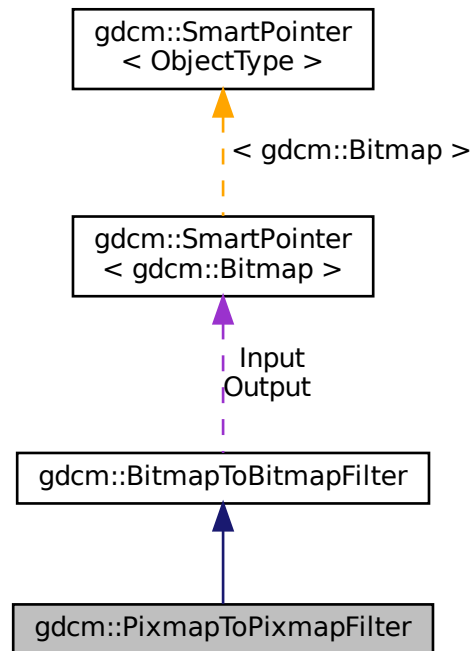 gdcm::SmartPointer
< ObjectType >
< gdcm::Bitmap >
gdcm::SmartPointer
< gdcm::Bitmap >
Input
Output
gdcm::BitmapToBitmapFilter
gdcm::PixmapToPixmapFilter